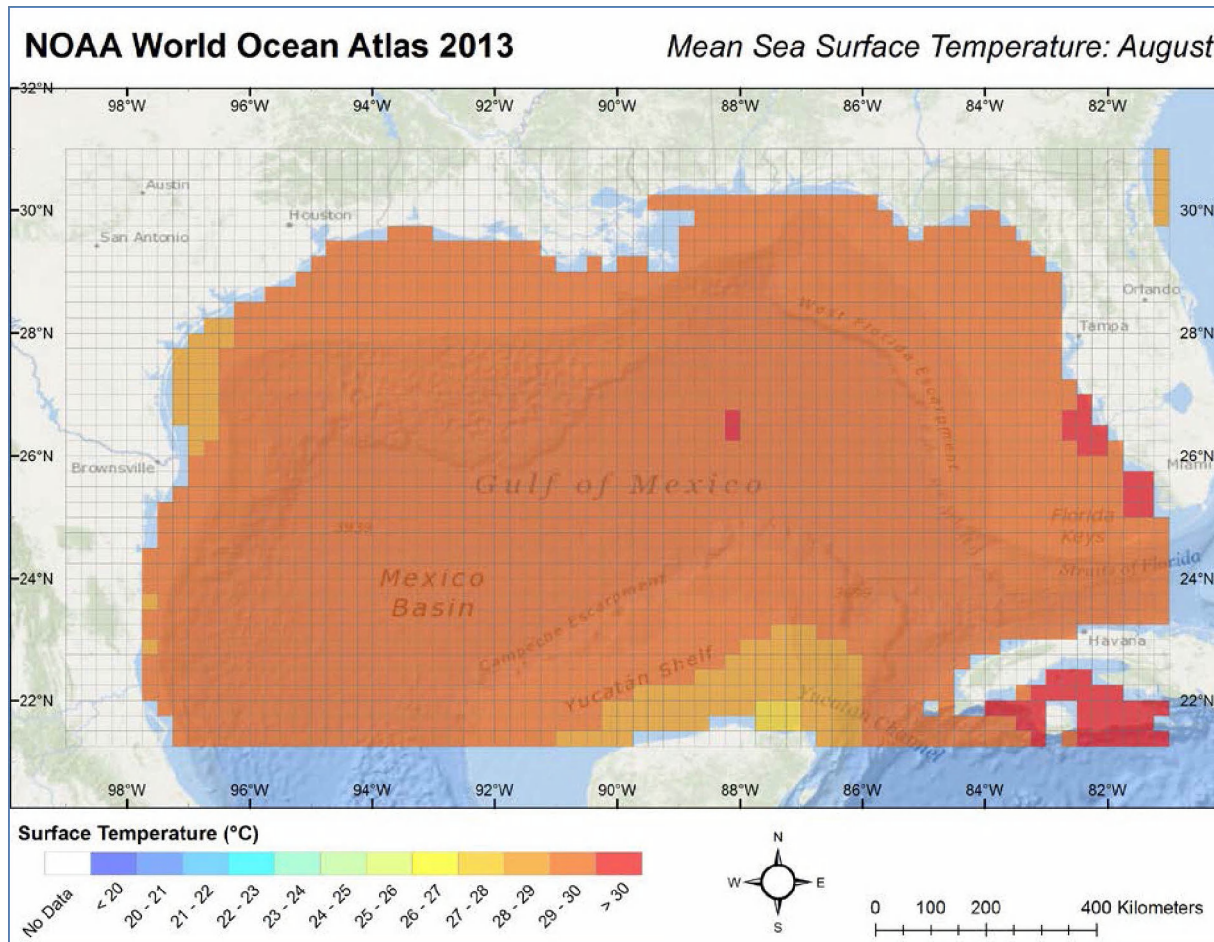 NOAA World Ocean Atlas 2013
Mean Sea Surface Temperature: August
32°N
98°W 96°W 94°W 92°W 90°W 88°W 86°W 84°W 82°W
Austin
30°N
Houston
30°N
San Antonio
Orlando
West Florida Escarpment
28°N
Tampa
28°N
26°N
Brownsville
Miami
26°N
Gulf of Mexico
3939
Florida
Keys
Straits of Florida
24°N
Mexico
Basin
24°N
Campeche Escarpment
Havana
Yucatán Shelf
22°N
Yucatan Channel
22°N
98°W 96°W 94°W 92°W 90°W 88°W 86°W 84°W 82°W
Surface Temperature (°C)
No Data
< 20
20 - 21
21 - 22
22 - 23
23 - 24
24 - 25
25 - 26
26 - 27
27 - 28
28 - 29
29 - 30
> 30
N
W
E
S
0 100 200 400 Kilometers